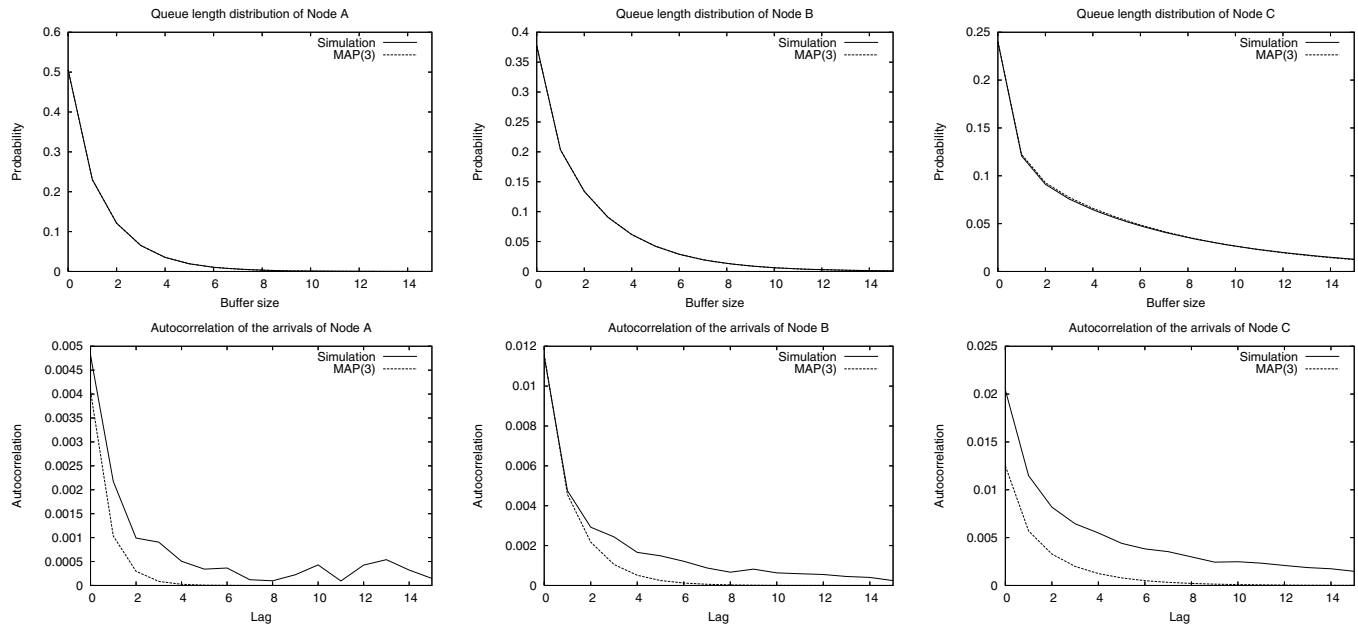 Queue length distribution of Node A
Simulation
MAP(3)
0.6
0.5
0.4
0.3
0.2
0.1
0
Probability
0 2 4 6 8 10 12 14
Buffer size
Queue length distribution of Node B
Simulation
MAP(3)
0.4
0.35
0.3
0.25
0.2
0.15
0.1
0.05
0
Probability
0 2 4 6 8 10 12 14
Buffer size
Queue length distribution of Node C
Simulation
MAP(3)
0.25
0.2
0.15
0.1
0.05
0
Probability
0 2 4 6 8 10 12 14
Buffer size
Autocorrelation of the arrivals of Node A
Simulation
MAP(3)
0.005
0.0045
0.004
0.0035
0.003
0.0025
0.002
0.0015
0.001
0.0005
0
Autocorrelation
0 2 4 6 8 10 12 14
Lag
Autocorrelation of the arrivals of Node B
Simulation
MAP(3)
0.012
0.01
0.008
0.006
0.004
0.002
0
Autocorrelation
0 2 4 6 8 10 12 14
Lag
Autocorrelation of the arrivals of Node C
Simulation
MAP(3)
0.025
0.02
0.015
0.01
0.005
0
Autocorrelation
0 2 4 6 8 10 12 14
Lag